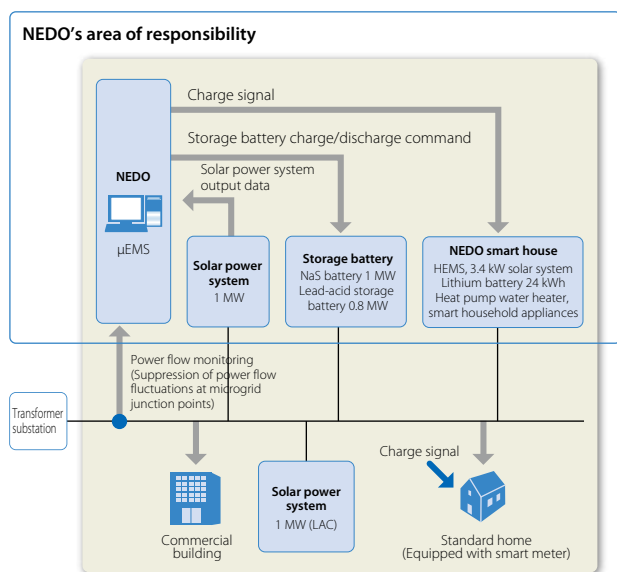 NEDO's area of responsibility
Charge signal
Storage battery charge/discharge command
Solar power system
output data
NEDO
μEMS
Solar power
system
1 MW
Storage battery
NaS battery 1 MW
Lead-acid storage
battery 0.8 MW
NEDO smart house
HEMS, 3.4 kW solar system
Lithium battery 24 kWh
Heat pump water heater,
smart household appliances
Power flow monitoring
(Suppression of power flow
fluctuations at microgrid
junction points)
Transformer
substation
Commercial
building
Solar power
system
1 MW (LAC)
Charge signal
Standard home
(Equipped with smart meter)